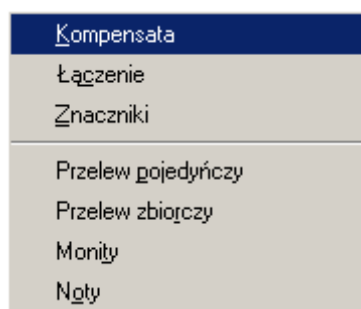 Kompensata
Łączenie
Znaczniki
Przelew pojedyńczy
Przelew zbiorczy
Monity
Noty